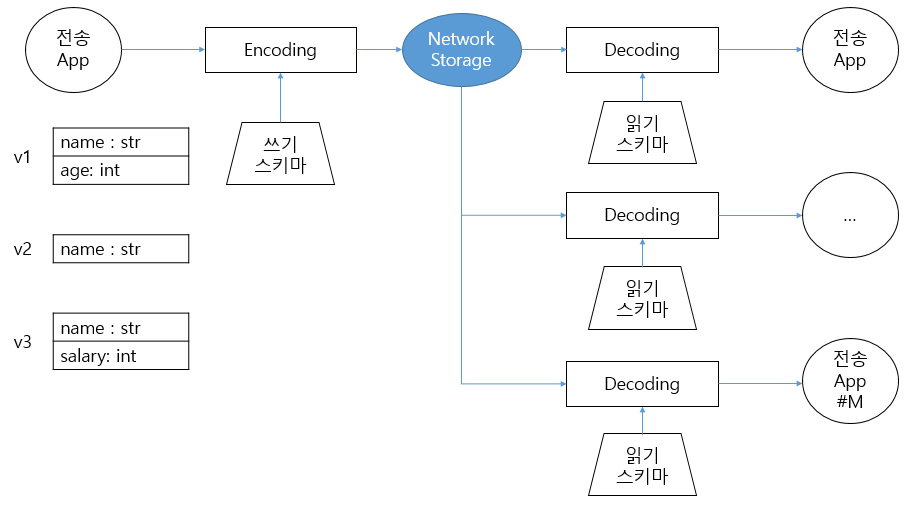 전송
App
Encoding
Network
Storage
Decoding
전송
App
쓰기
스키마
읽기
스키마
v1
name : str
age: int
Decoding
...
v2
name : str
읽기
스키마
v3
name : str
salary: int
Decoding
전송
App
#M
읽기
스키마